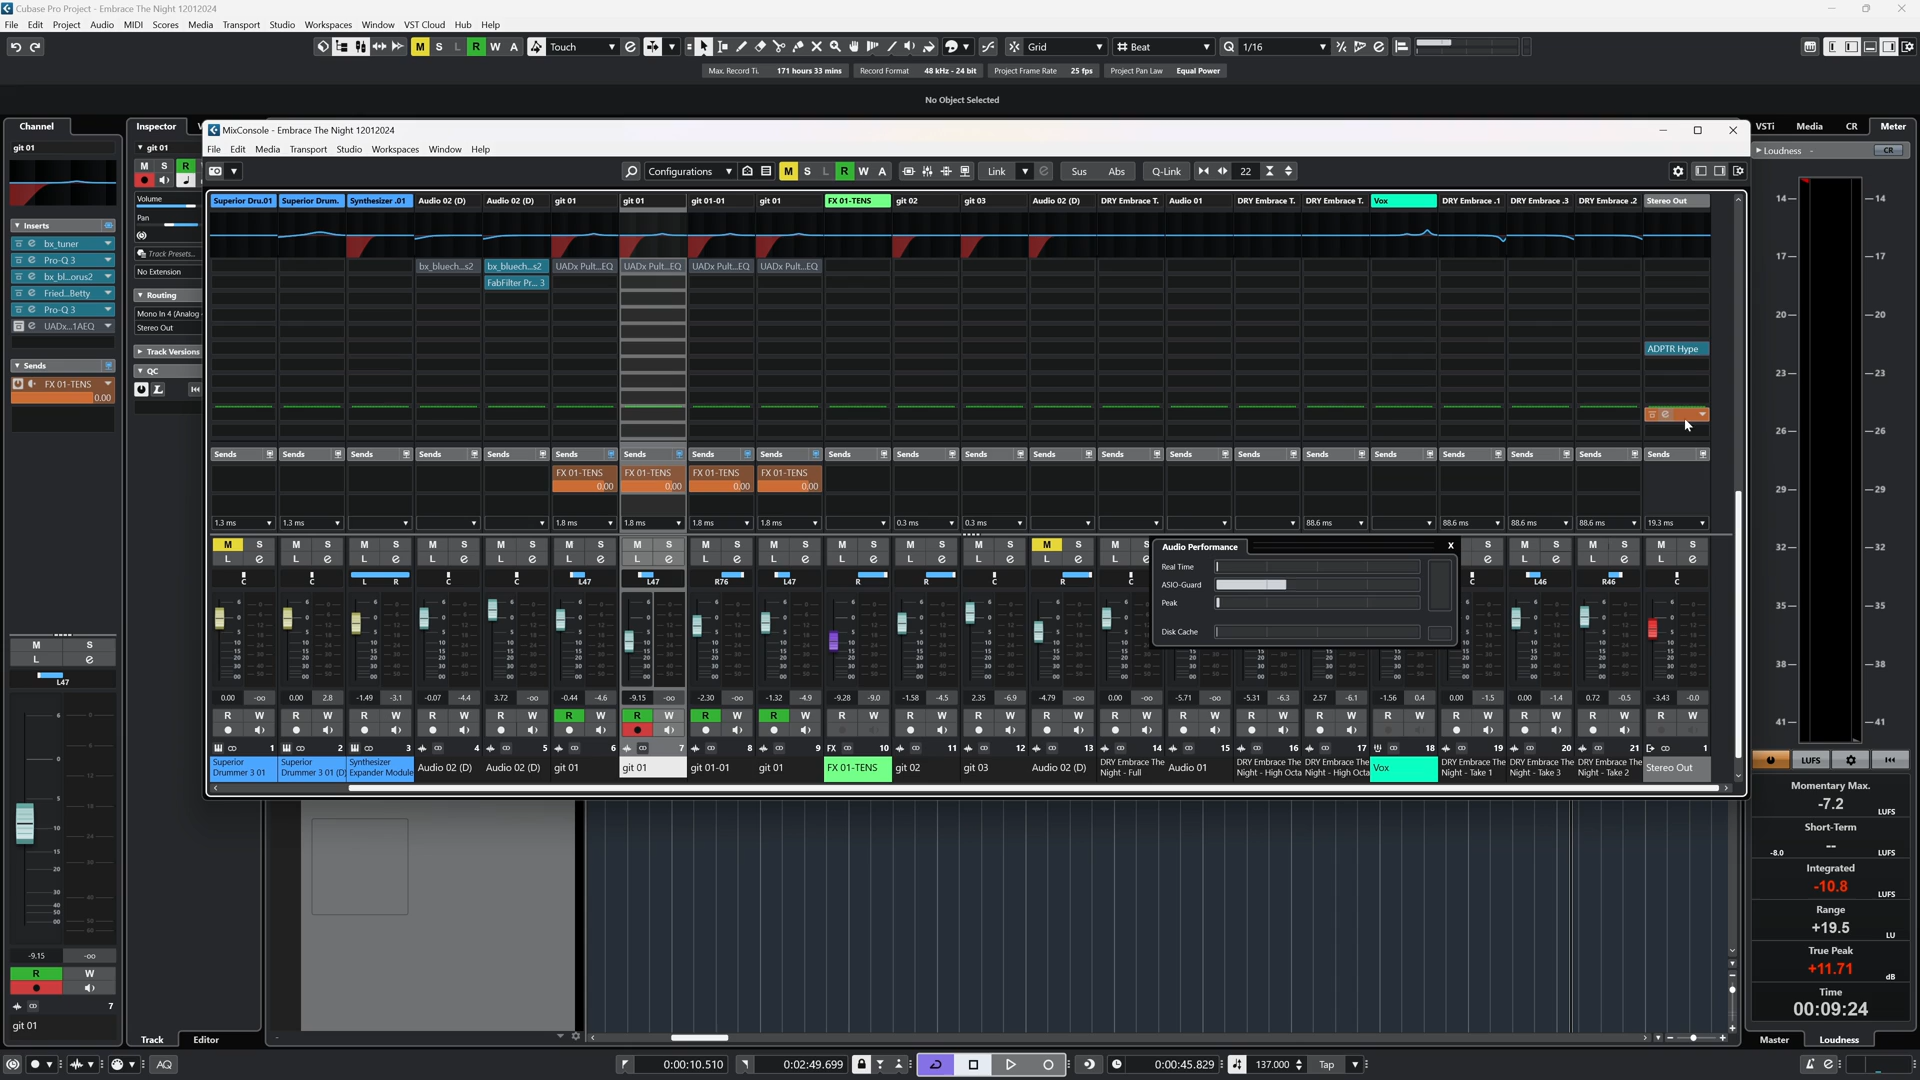 Cubase Pro Project - Embrace The Night 12012024
File Edit Project Audio MIDI Scores Media Transport Studio Workspaces Window VST Cloud Hub Help
M S L R W A Touch Grid Beat 1/16
Max. Record Ti. 171 hours 33 mins Record Format 48 kHz - 24 bit Project Frame Rate 25 fps Project Pan Law Equal Power
No Object Selected
Channel Inspector VSTi Media CR Meter
MixConsole - Embrace The Night 12012024
git 01 git 01 Loudness CR
File Edit Media Transport Studio Workspaces Window Help
M S R Configurations M S L R W A Link Sus Abs Q-Link 22
Superior Dru.01 Superior Drum. Synthesizer .01 Audio 02 (D) Audio 02 (D) git 01 git 01 git 01-01 git 01 FX 01-TENS git 02 git 03 Audio 02 (D) DRY Embrace T. Audio 01 DRY Embrace T. DRY Embrace T. Vox DRY Embrace .1 DRY Embrace .3 DRY Embrace .2 Stereo Out
Volume
Pan
Inserts
bx_tuner
Pro-Q 3
bx_bl...orus2
Fried...Betty
Pro-Q 3
UADx...1AEQ
Track Presets...
No Extension
Routing
Mono In 4 (Analog
Stereo Out
Track Versions
QC
bx_bluech...s2 bx_bluech...s2 UADx Pult...EQ UADx Pult...EQ UADx Pult...EQ UADx Pult...EQ
FabFilter Pr... 3
ADPTR Hype
Sends
FX 01-TENS
0.00
Sends Sends Sends Sends Sends Sends Sends Sends Sends Sends Sends Sends Sends Sends Sends Sends Sends Sends Sends Sends Sends Sends
FX 01-TENS FX 01-TENS FX 01-TENS FX 01-TENS
0.00 0.00 0.00 0.00
1.3 ms 1.3 ms 1.8 ms 1.8 ms 1.8 ms 1.8 ms 0.3 ms 0.3 ms 88.6 ms 88.6 ms 88.6 ms 88.6 ms 19.3 ms
Audio Performance X
Real Time
ASIO-Guard
Peak
Disk Cache
C C L R C C L47 L47 R76 L47 R R C R C C L46 R46 C
0.00 -oo 0.00 2.8 -1.49 -3.1 -0.07 -4.4 3.72 -oo -0.44 -4.6 -9.15 -oo -2.30 -oo -1.32 -4.9 -9.28 -9.0 -1.58 -4.5 2.35 -6.9 -4.79 -oo 0.00 -oo -5.71 -oo -5.31 -6.3 2.57 -6.1 -1.56 0.4 0.00 -1.5 0.00 -1.4 0.72 -0.5 -3.43 -0.0
1 2 3 4 5 6 7 8 9 FX 10 11 12 13 14 15 16 17 18 19 20 21 1
Superior Drummer 3 01 Superior Drummer 3 01 (D) Synthesizer Expander Module Audio 02 (D) Audio 02 (D) git 01 git 01 git 01-01 git 01 FX 01-TENS git 02 git 03 Audio 02 (D) DRY Embrace The Night - Full Audio 01 DRY Embrace The Night - High Octa DRY Embrace The Night - High Octa Vox DRY Embrace The Night - Take 1 DRY Embrace The Night - Take 3 DRY Embrace The Night - Take 2 Stereo Out
M S
L
L47
-9.15 -oo
R W
7
git 01
Track Editor
14 17 20 23 26 29 32 35 38 41
LUFS
Momentary Max.
-7.2 LUFS
Short-Term
-8.0 -- LUFS
Integrated
-10.8 LUFS
Range
+19.5 LU
True Peak
+11.71 dB
Time
00:09:24
Master Loudness
AQ 0:00:10.510 0:02:49.699 0:00:45.829 137.000 Tap